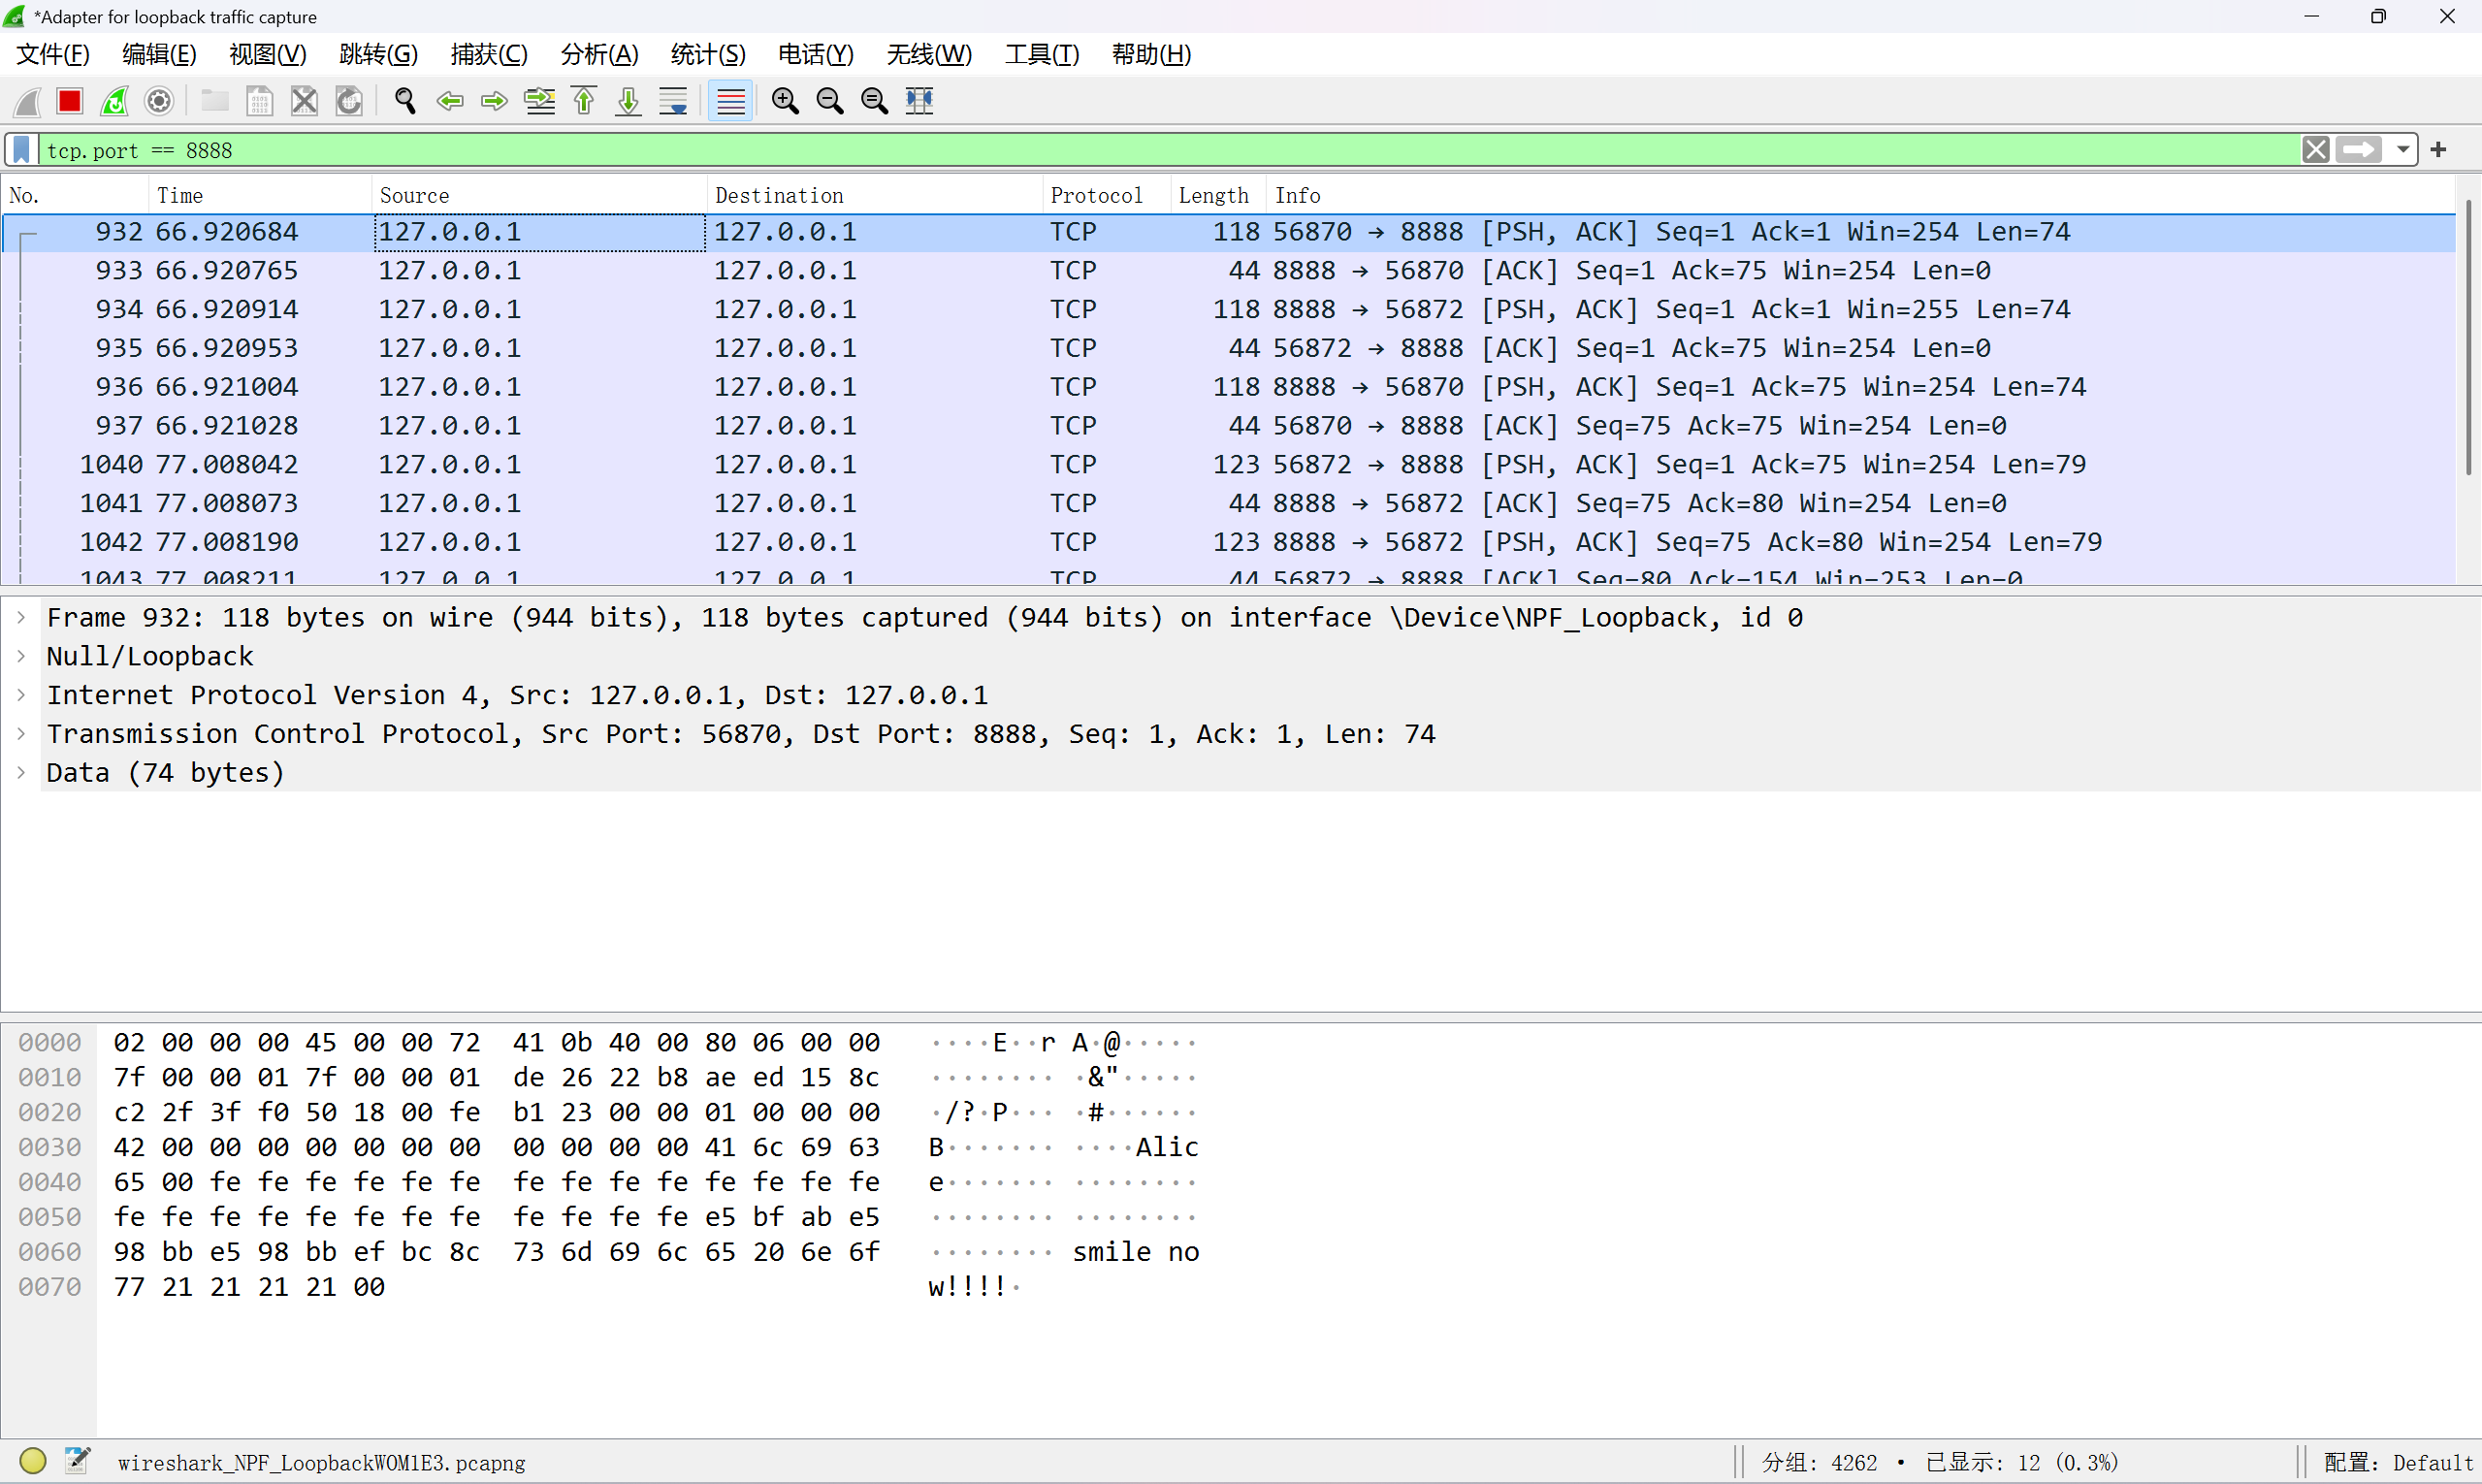 *Adapter for loopback traffic capture
文件(F) 编辑(E) 视图(V) 跳转(G) 捕获(C) 分析(A) 统计(S) 电话(Y) 无线(W) 工具(T) 帮助(H)
tcp.port == 8888
No. Time Source Destination Protocol Length Info
932 66.920684 127.0.0.1 127.0.0.1 TCP 118 56870 → 8888 [PSH, ACK] Seq=1 Ack=1 Win=254 Len=74
933 66.920765 127.0.0.1 127.0.0.1 TCP 44 8888 → 56870 [ACK] Seq=1 Ack=75 Win=254 Len=0
934 66.920914 127.0.0.1 127.0.0.1 TCP 118 8888 → 56872 [PSH, ACK] Seq=1 Ack=1 Win=255 Len=74
935 66.920953 127.0.0.1 127.0.0.1 TCP 44 56872 → 8888 [ACK] Seq=1 Ack=75 Win=254 Len=0
936 66.921004 127.0.0.1 127.0.0.1 TCP 118 8888 → 56870 [PSH, ACK] Seq=1 Ack=75 Win=254 Len=74
937 66.921028 127.0.0.1 127.0.0.1 TCP 44 56870 → 8888 [ACK] Seq=75 Ack=75 Win=254 Len=0
1040 77.008042 127.0.0.1 127.0.0.1 TCP 123 56872 → 8888 [PSH, ACK] Seq=1 Ack=75 Win=254 Len=79
1041 77.008073 127.0.0.1 127.0.0.1 TCP 44 8888 → 56872 [ACK] Seq=75 Ack=80 Win=254 Len=0
1042 77.008190 127.0.0.1 127.0.0.1 TCP 123 8888 → 56872 [PSH, ACK] Seq=75 Ack=80 Win=254 Len=79
1043 77.008211 127.0.0.1 127.0.0.1 TCP 44 56872 → 8888 [ACK] Seq=80 Ack=154 Win=253 Len=0
Frame 932: 118 bytes on wire (944 bits), 118 bytes captured (944 bits) on interface \Device\NPF_Loopback, id 0
Null/Loopback
Internet Protocol Version 4, Src: 127.0.0.1, Dst: 127.0.0.1
Transmission Control Protocol, Src Port: 56870, Dst Port: 8888, Seq: 1, Ack: 1, Len: 74
Data (74 bytes)
0000 02 00 00 00 45 00 00 72 41 0b 40 00 80 06 00 00 ····E··r A·@·····
0010 7f 00 00 01 7f 00 00 01 de 26 22 b8 ae ed 15 8c ········ ·&"·····
0020 c2 2f 3f f0 50 18 00 fe b1 23 00 00 01 00 00 00 ·/?·P··· ·#······
0030 42 00 00 00 00 00 00 00 00 00 00 00 41 6c 69 63 B······· ····Alic
0040 65 00 fe fe fe fe fe fe fe fe fe fe fe fe fe fe e······· ········
0050 fe fe fe fe fe fe fe fe fe fe fe fe e5 bf ab e5 ········ ········
0060 98 bb e5 98 bb ef bc 8c 73 6d 69 6c 65 20 6e 6f ········ smile no
0070 77 21 21 21 21 00 w!!!!·
wireshark_NPF_LoopbackWOM1E3.pcapng 分组: 4262 · 已显示: 12 (0.3%) 配置: Default